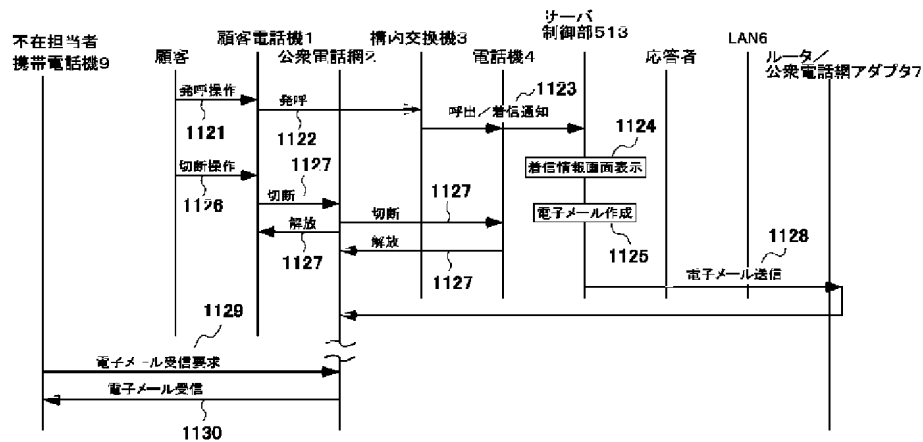 不在担当者
携帯電話機9
顧客
顧客電話機1
公衆電話網2
構内交換機3
電話機4
サーバ
制御部513
応答者
LAN6
ルータ/
公衆電話網アダプタ7
発呼操作
1121
発呼
1122
呼出/着信通知
1123
1124
着信情報画面表示
切断操作
1126
1127
切断
切断
1127
電子メール作成
1125
解放
1127
解放
1127
1128
電子メール送信
1129
電子メール受信要求
電子メール受信
1130